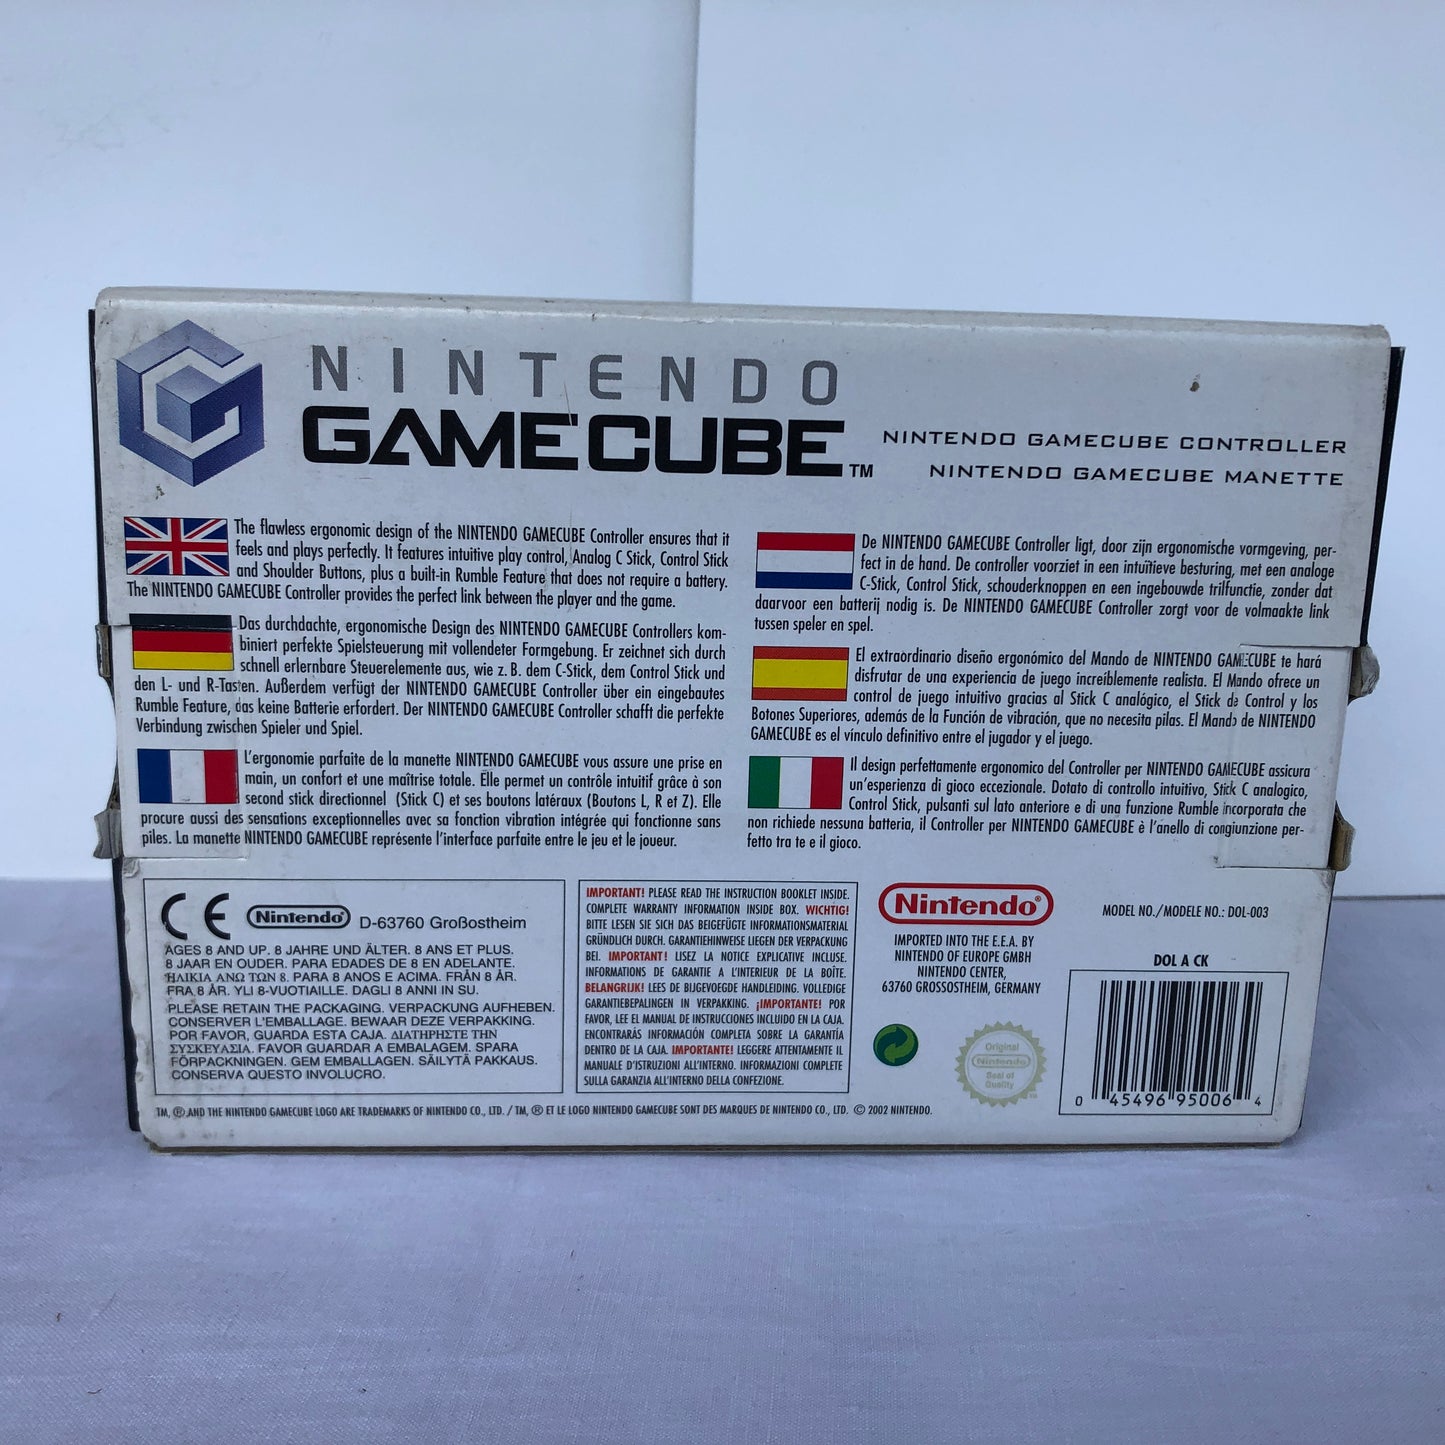 NINTENDO
GAMECUBE™
NINTENDO GAMECUBE CONTROLLER
NINTENDO GAMECUBE MANETTE
The flawless ergonomic design of the NINTENDO GAMECUBE Controller ensures that it
feels and plays perfectly. It features intuitive play control, Analog C Stick, Control Stick
and Shoulder Buttons, plus a built-in Rumble Feature that does not require a battery.
The NINTENDO GAMECUBE Controller provides the perfect link between the player and the game.
Das durchdachte, ergonomische Design des NINTENDO GAMECUBE Controllers kom-
biniert perfekte Spielsteuerung mit vollendeter Formgebung. Er zeichnet sich durch
schnell erlernbare Steuerelemente aus, wie z. B. dem C-Stick, dem Control Stick und
den L- und R-Tasten. Außerdem verfügt der NINTENDO GAMECUBE Controller über ein eingebautes
Rumble Feature, das keine Batterie erfordert. Der NINTENDO GAMECUBE Controller schafft die perfekte
Verbindung zwischen Spieler und Spiel.
L'ergonomie parfaite de la manette NINTENDO GAMECUBE vous assure une prise en
main, un confort et une maîtrise totale. Elle permet un contrôle intuitif grâce à son
second stick directionnel (Stick C) et ses boutons latéraux (Boutons L, R et Z). Elle
procure aussi des sensations exceptionnelles avec sa fonction vibration intégrée qui fonctionne sans
piles. La manette NINTENDO GAMECUBE représente l'interface parfaite entre le jeu et le joueur.
De NINTENDO GAMECUBE Controller ligt, door zijn ergonomische vormgeving, per-
fect in de hand. De controller voorziet in een intuïtieve besturing, met een analoge
C-Stick, Control Stick, schouderknoppen en een ingebouwde trilfunctie, zonder dat
daarvoor een batterij nodig is. De NINTENDO GAMECUBE Controller zorgt voor de volmaakte link
tussen speler en spel.
El extraordinario diseño ergonómico del Mando de NINTENDO GAMECUBE te hará
disfrutar de una experiencia de juego increíblemente realista. El Mando ofrece un
control de juego intuitivo gracias al Stick C analógico, el Stick de Control y los
Botones Superiores, además de la Función de vibración, que no necesita pilas. El Mando de NINTENDO
GAMECUBE es el vínculo definitivo entre el jugador y el juego.
Il design perfettamente ergonomico del Controller per NINTENDO GAMECUBE assicura
un'esperienza di gioco eccezionale. Dotato di controllo intuitivo, Stick C analogico,
Control Stick, pulsanti sul lato anteriore e di una funzione Rumble incorporata che
non richiede nessuna batteria, il Controller per NINTENDO GAMECUBE è l'anello di congiunzione per-
fetto tra te e il gioco.
CE Nintendo® D-63760 Großostheim
AGES 8 AND UP. 8 JAHRE UND ÄLTER. 8 ANS ET PLUS.
8 JAAR EN OUDER. PARA EDADES DE 8 EN ADELANTE.
ΗΛΙΚΙΑ ΑΝΩ ΤΩΝ 8. PARA 8 ANOS E ACIMA. FRÅN 8 ÅR.
FRA 8 ÅR. YLI 8-VUOTIAILLE. DAGLI 8 ANNI IN SU.
PLEASE RETAIN THE PACKAGING. VERPACKUNG AUFHEBEN.
CONSERVER L'EMBALLAGE. BEWAAR DEZE VERPAKKING.
POR FAVOR, GUARDA ESTA CAJA. ΔΙΑΤΗΡΗΣΤΕ ΤΗΝ
ΣΥΣΚΕΥΑΣΙΑ. FAVOR GUARDAR A EMBALAGEM. SPARA
FÖRPACKNINGEN. GEM EMBALLAGEN. SÄILYTÄ PAKKAUS.
CONSERVA QUESTO INVOLUCRO.
IMPORTANT! PLEASE READ THE INSTRUCTION BOOKLET INSIDE.
COMPLETE WARRANTY INFORMATION INSIDE BOX. WICHTIG!
BITTE LESEN SIE SICH DAS BEIGEFÜGTE INFORMATIONSMATERIAL
GRÜNDLICH DURCH. GARANTIEHINWEISE LIEGEN DER VERPACKUNG
BEI. IMPORTANT! LISEZ LA NOTICE EXPLICATIVE INCLUSE.
INFORMATIONS DE GARANTIE A L'INTERIEUR DE LA BOÎTE.
BELANGRIJK! LEES DE BIJGEVOEGDE HANDLEIDING. VOLLEDIGE
GARANTIEBEPALINGEN IN VERPAKKING. ¡IMPORTANTE! POR
FAVOR, LEE EL MANUAL DE INSTRUCCIONES INCLUIDO EN LA CAJA.
ENCONTRARÁS INFORMACIÓN COMPLETA SOBRE LA GARANTÍA
DENTRO DE LA CAJA. IMPORTANTE! LEGGERE ATTENTAMENTE IL
MANUALE D'ISTRUZIONI ALL'INTERNO. INFORMAZIONI COMPLETE
SULLA GARANZIA ALL'INTERNO DELLA CONFEZIONE.
Nintendo®
IMPORTED INTO THE E.E.A. BY
NINTENDO OF EUROPE GMBH
NINTENDO CENTER,
63760 GROSSOSTHEIM, GERMANY
Original
Nintendo
Seal of
Quality
MODEL NO./MODELE NO.: DOL-003
DOL A CK
0 45496 95006 4
TM, ® AND THE NINTENDO GAMECUBE LOGO ARE TRADEMARKS OF NINTENDO CO., LTD. / TM, ® ET LE LOGO NINTENDO GAMECUBE SONT DES MARQUES DE NINTENDO CO., LTD. © 2002 NINTENDO.